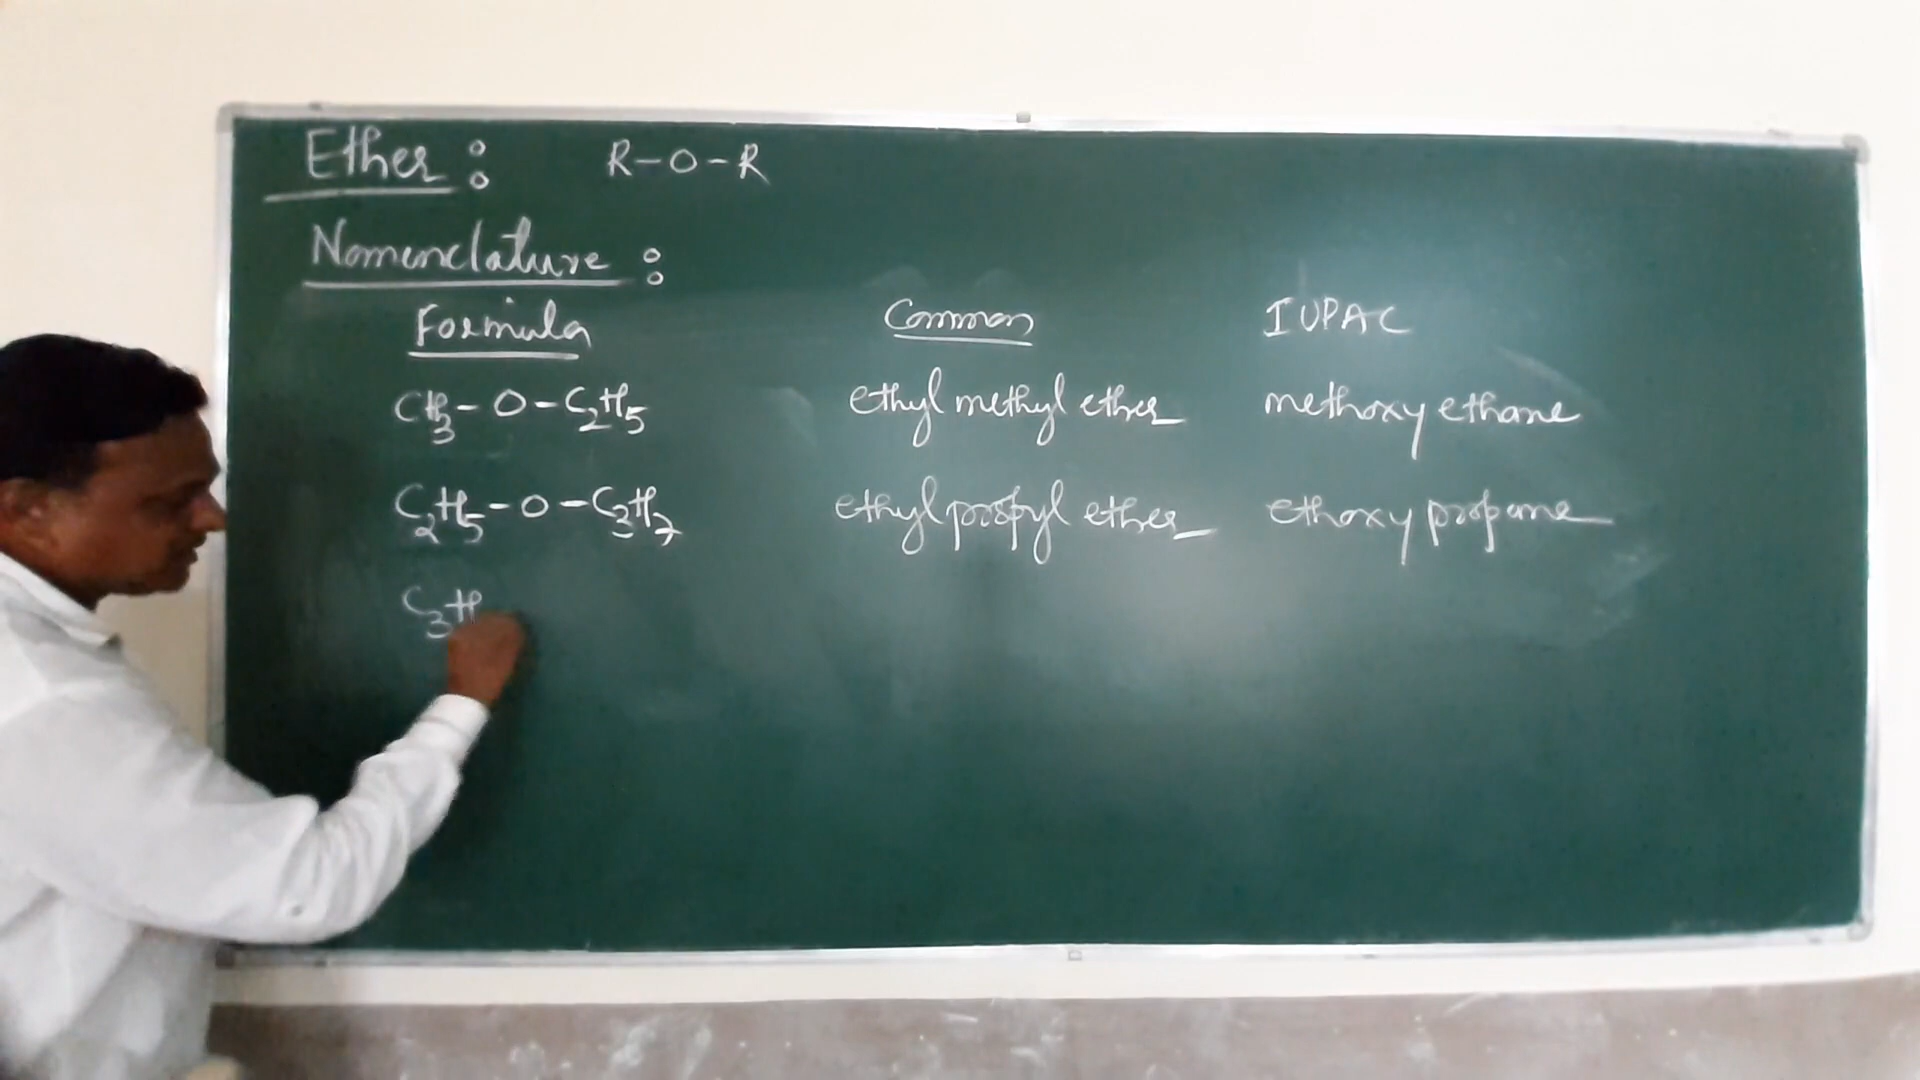 Ether : R-O-R
Nomenclature :
Formula Common IUPAC
CH3-O-C2H5 ethyl methyl ether methoxy ethane
C2H5-O-C3H7 ethyl propyl ether ethoxy propane
C3H